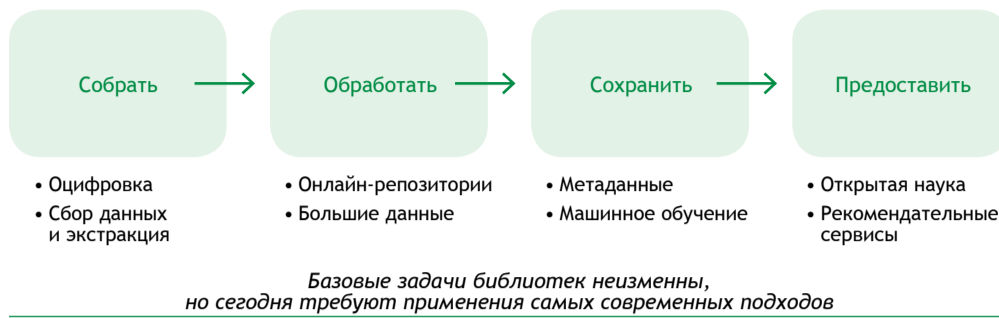 Собрать
Обработать
Сохранить
Предоставить
• Оцифровка
• Сбор данных
и экстракция
• Онлайн-репозитории
• Большие данные
• Метаданные
• Машинное обучение
• Открытая наука
• Рекомендательные
сервисы
Базовые задачи библиотек неизменны,
но сегодня требуют применения самых современных подходов